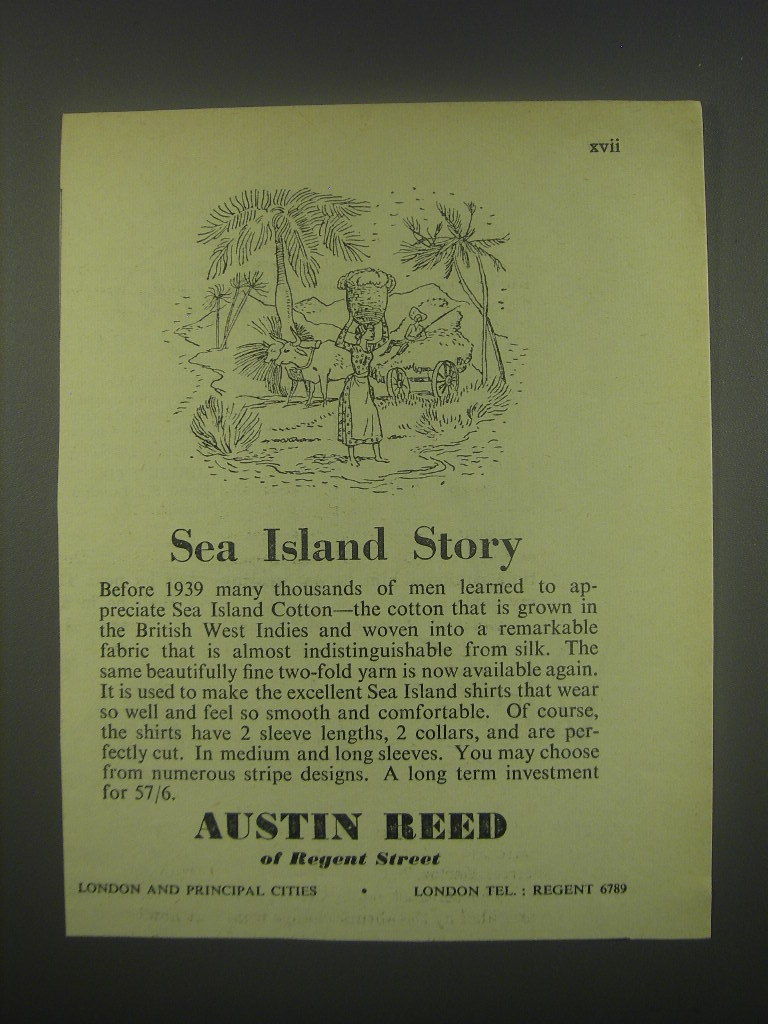 xvii
Sea Island Story
Before 1939 many thousands of men learned to ap-
preciate Sea Island Cotton—the cotton that is grown in
the British West Indies and woven into a remarkable
fabric that is almost indistinguishable from silk. The
same beautifully fine two-fold yarn is now available again.
It is used to make the excellent Sea Island shirts that wear
so well and feel so smooth and comfortable. Of course,
the shirts have 2 sleeve lengths, 2 collars, and are per-
fectly cut. In medium and long sleeves. You may choose
from numerous stripe designs. A long term investment
for 57/6.
AUSTIN REED
of Regent Street
LONDON AND PRINCIPAL CITIES • LONDON TEL. : REGENT 6789